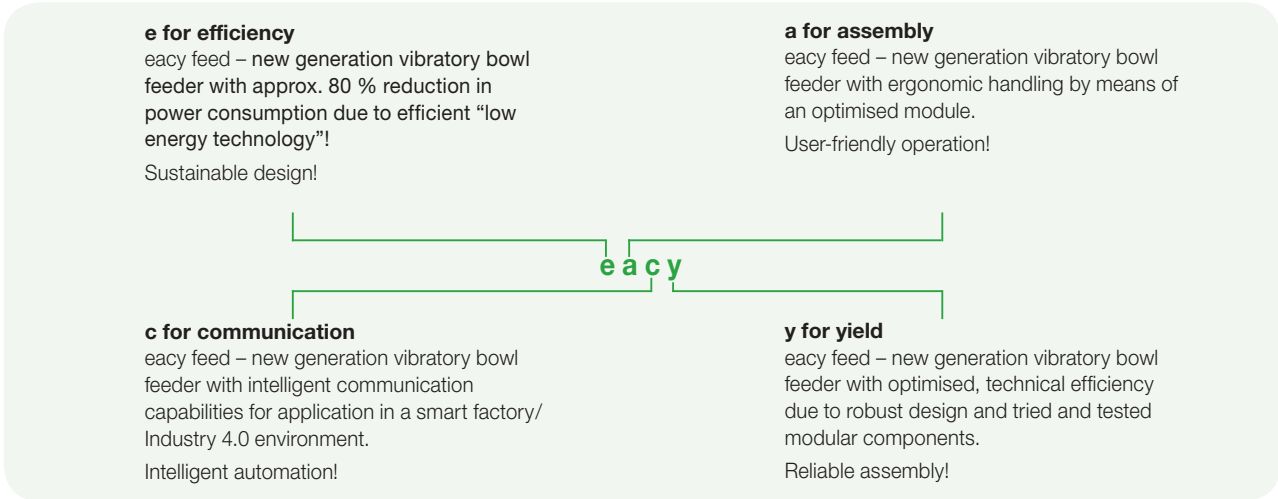 e for efficiency
eacy feed – new generation vibratory bowl
feeder with approx. 80 % reduction in
power consumption due to efficient “low
energy technology”!
Sustainable design!
a for assembly
eacy feed – new generation vibratory bowl
feeder with ergonomic handling by means of
an optimised module.
User-friendly operation!
e a c y
c for communication
eacy feed – new generation vibratory bowl
feeder with intelligent communication
capabilities for application in a smart factory/
Industry 4.0 environment.
Intelligent automation!
y for yield
eacy feed – new generation vibratory bowl
feeder with optimised, technical efficiency
due to robust design and tried and tested
modular components.
Reliable assembly!